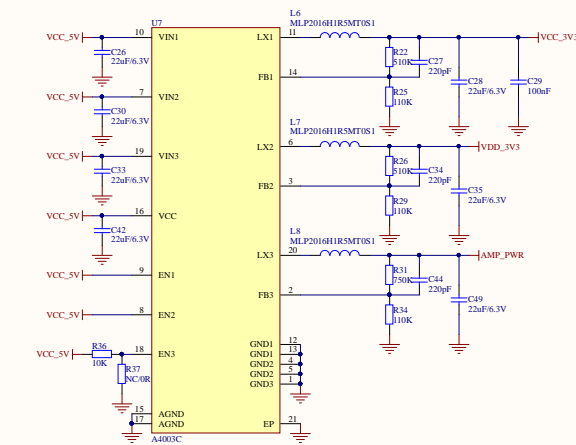 U7
L6
MLP2016H1R5MT0S1
VCC_5V
10
VIN1
LX1
11
VCC_3V3
C26
22uF/6.3V
R22
510K
C27
220pF
C28
22uF/6.3V
C29
100nF
FB1
14
VCC_5V
7
VIN2
R25
110K
C30
22uF/6.3V
L7
MLP2016H1R5MT0S1
LX2
6
VDD_3V3
VCC_5V
19
VIN3
R26
510K
C34
220pF
C33
22uF/6.3V
FB2
3
C35
22uF/6.3V
R29
110K
VCC_5V
16
VCC
C42
22uF/6.3V
L8
MLP2016H1R5MT0S1
LX3
20
AMP_PWR
VCC_5V
9
EN1
R31
750K
C44
220pF
FB3
2
C49
22uF/6.3V
VCC_5V
8
EN2
R34
110K
R36
VCC_5V
10K
18
EN3
GND1
12
GND1
13
GND2
4
GND2
5
GND3
1
R37
NC/0R
15
AGND
17
AGND
EP
21
A4003C